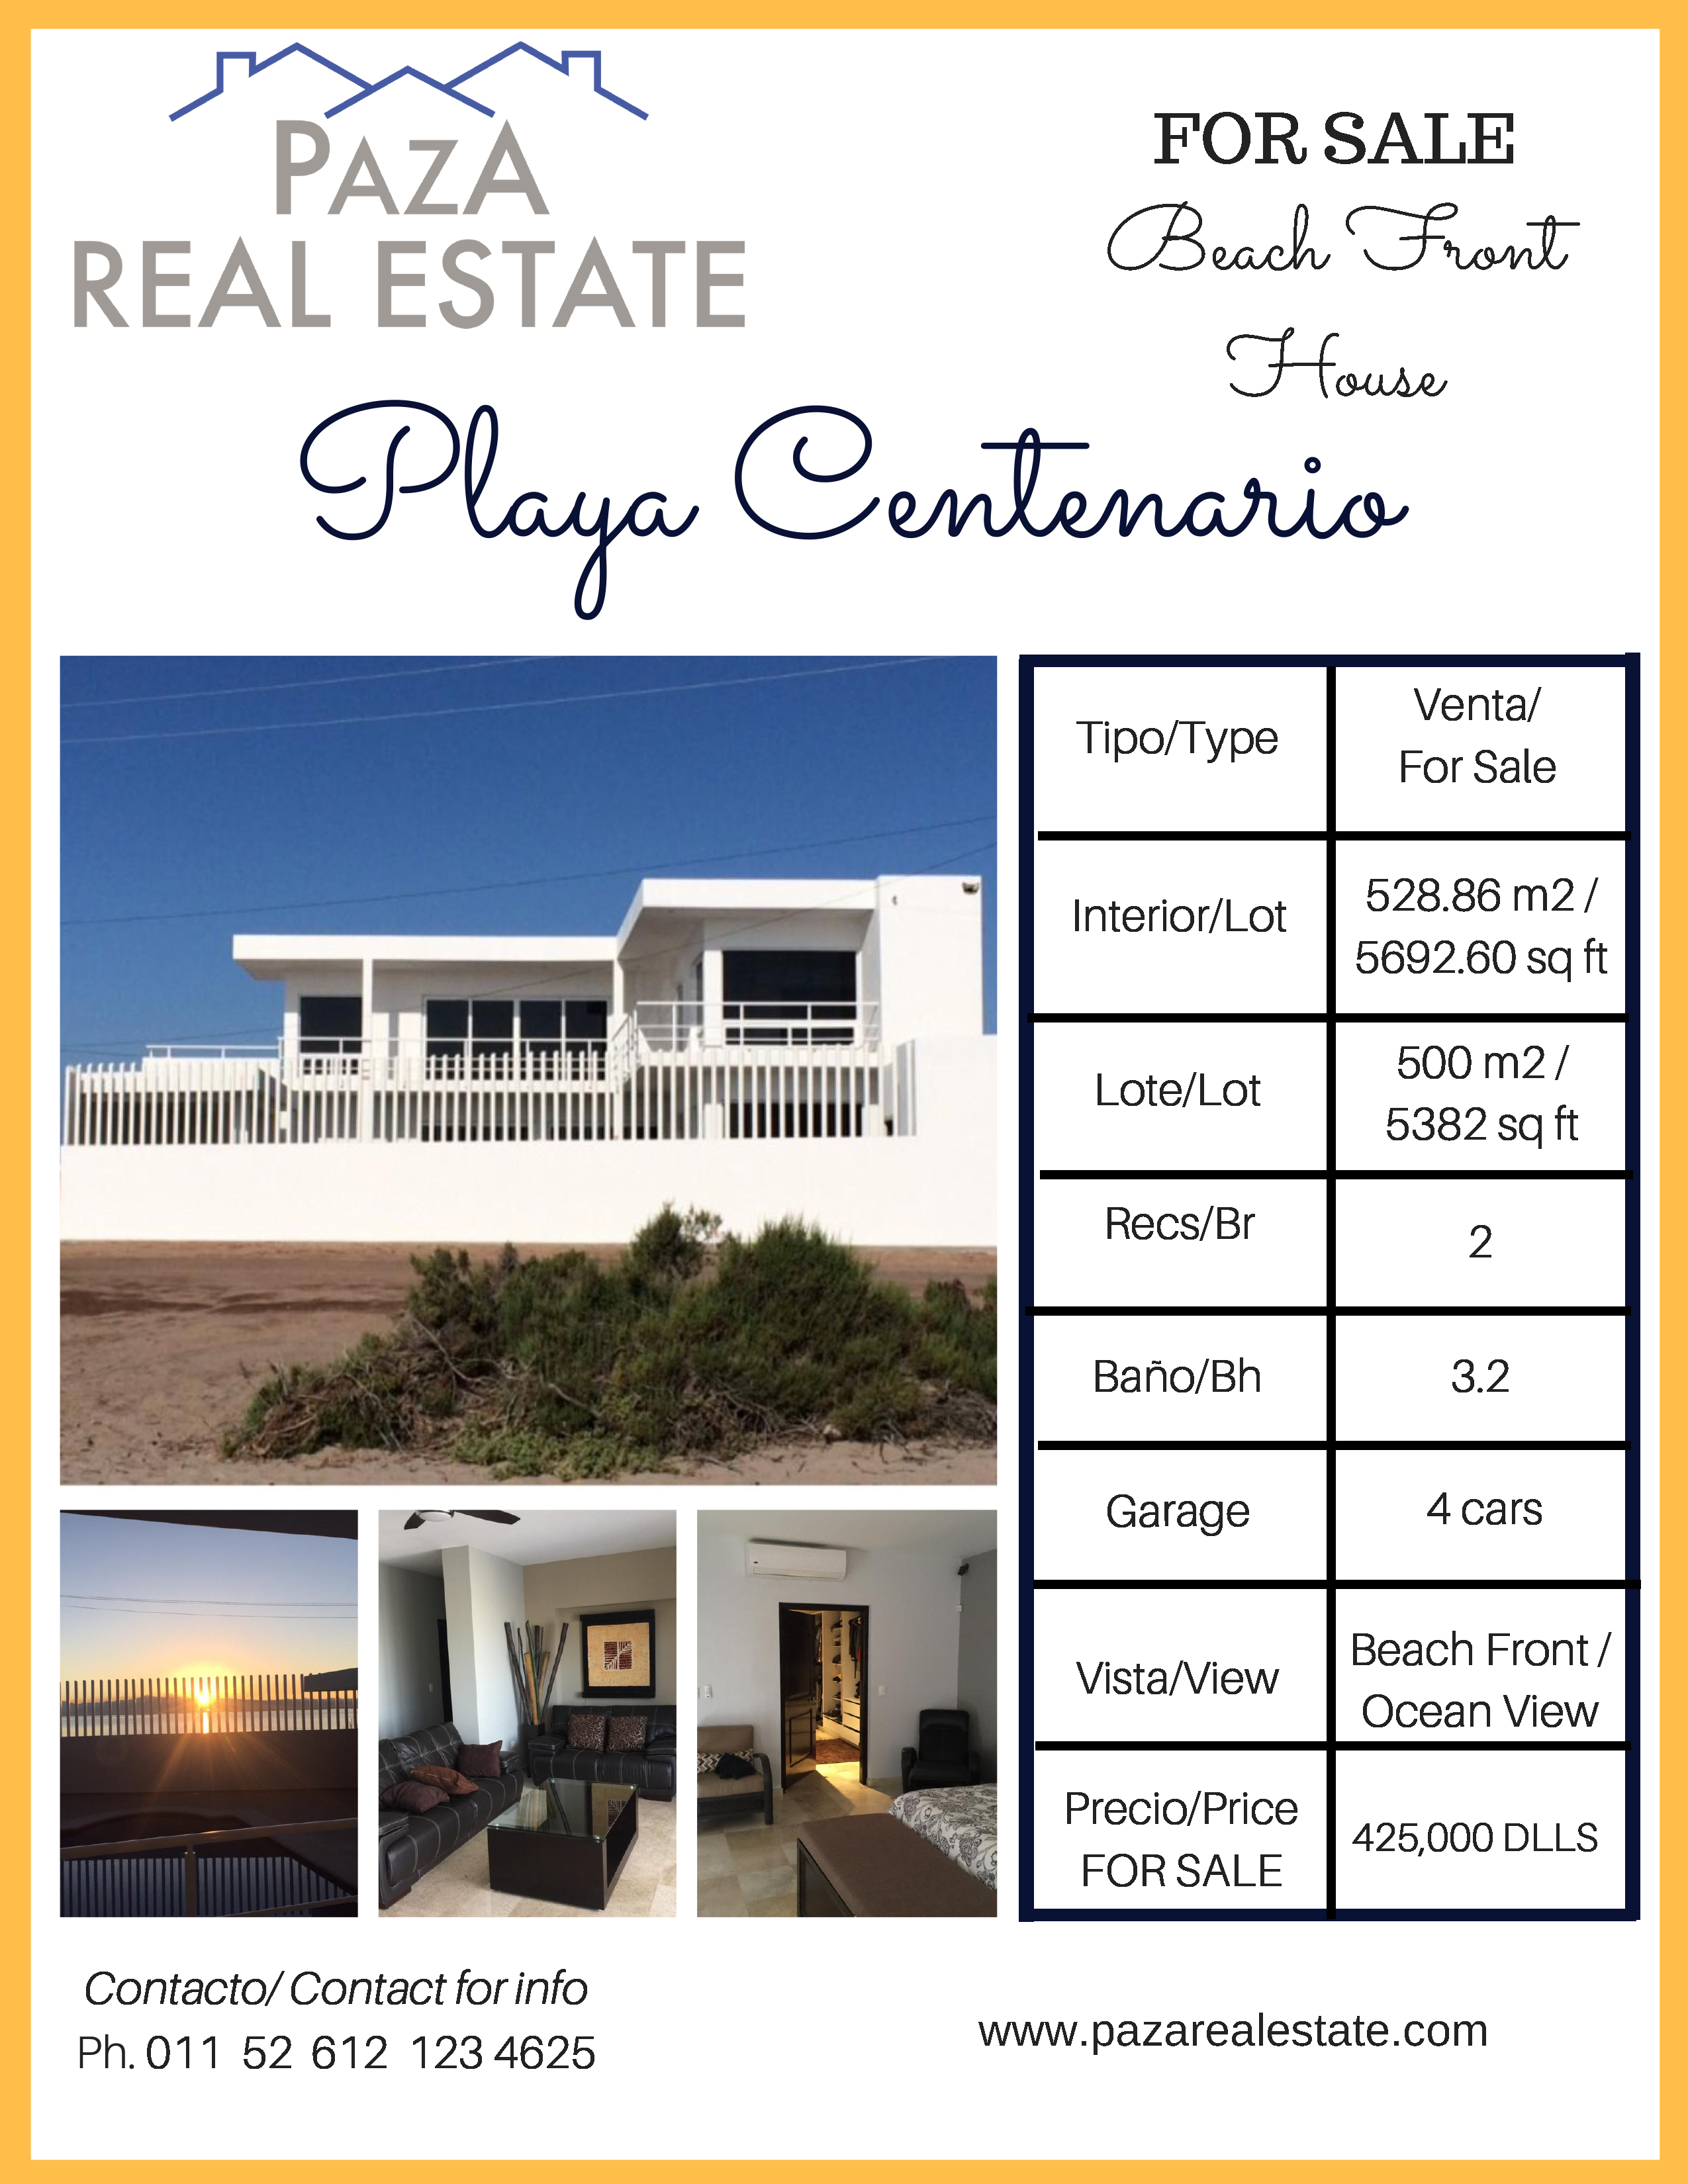 PAZA
REAL ESTATE
FOR SALE
Beach Front
House
Playa Centenario
Tipo/Type
Venta/
For Sale
Interior/Lot
528.86 m2 /
5692.60 sq ft
Lote/Lot
500 m2 /
5382 sq ft
Recs/Br
2
Baño/Bh
3.2
Garage
4 cars
Vista/View
Beach Front /
Ocean View
Precio/Price
FOR SALE
425,000 DLLS
Contacto/ Contact for info
Ph. 011 52 612 123 4625
www.pazarealestate.com